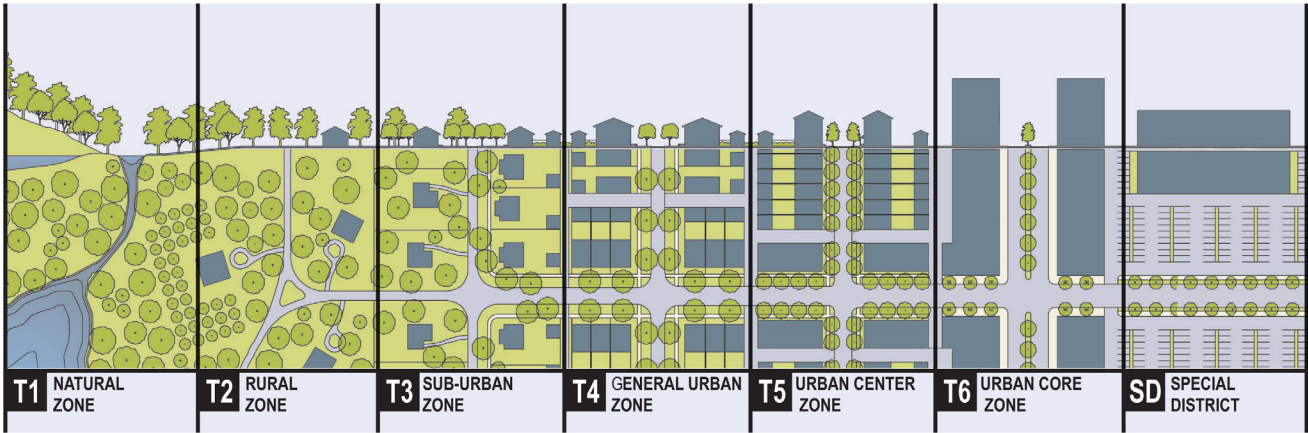 T1 NATURAL
ZONE
T2 RURAL
ZONE
T3 SUB-URBAN
ZONE
T4 GENERAL URBAN
ZONE
T5 URBAN CENTER
ZONE
T6 URBAN CORE
ZONE
SD SPECIAL
DISTRICT